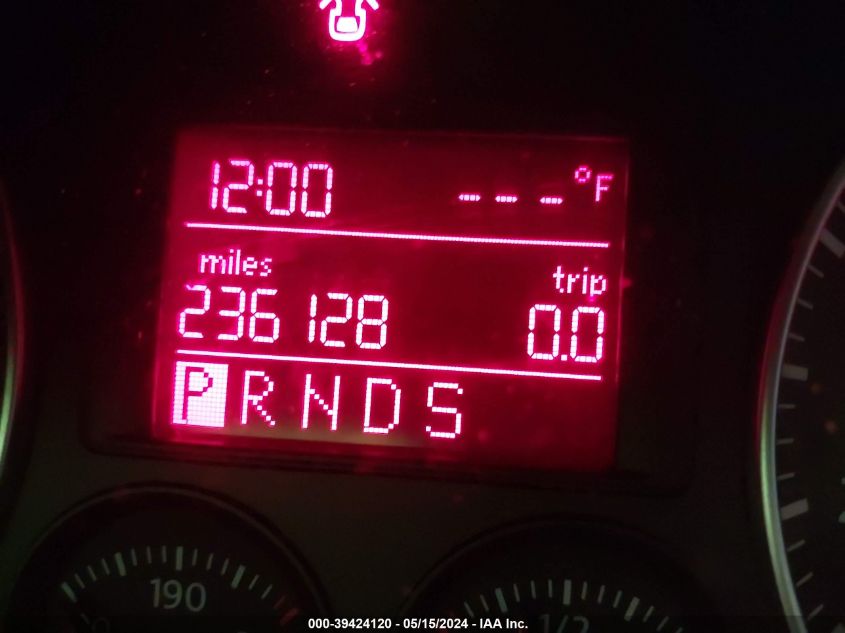 12:00 - - - °F
miles trip
236 128 0.0
P R N D S
190 1/2
000-39424120 - 05/15/2024 - IAA Inc.